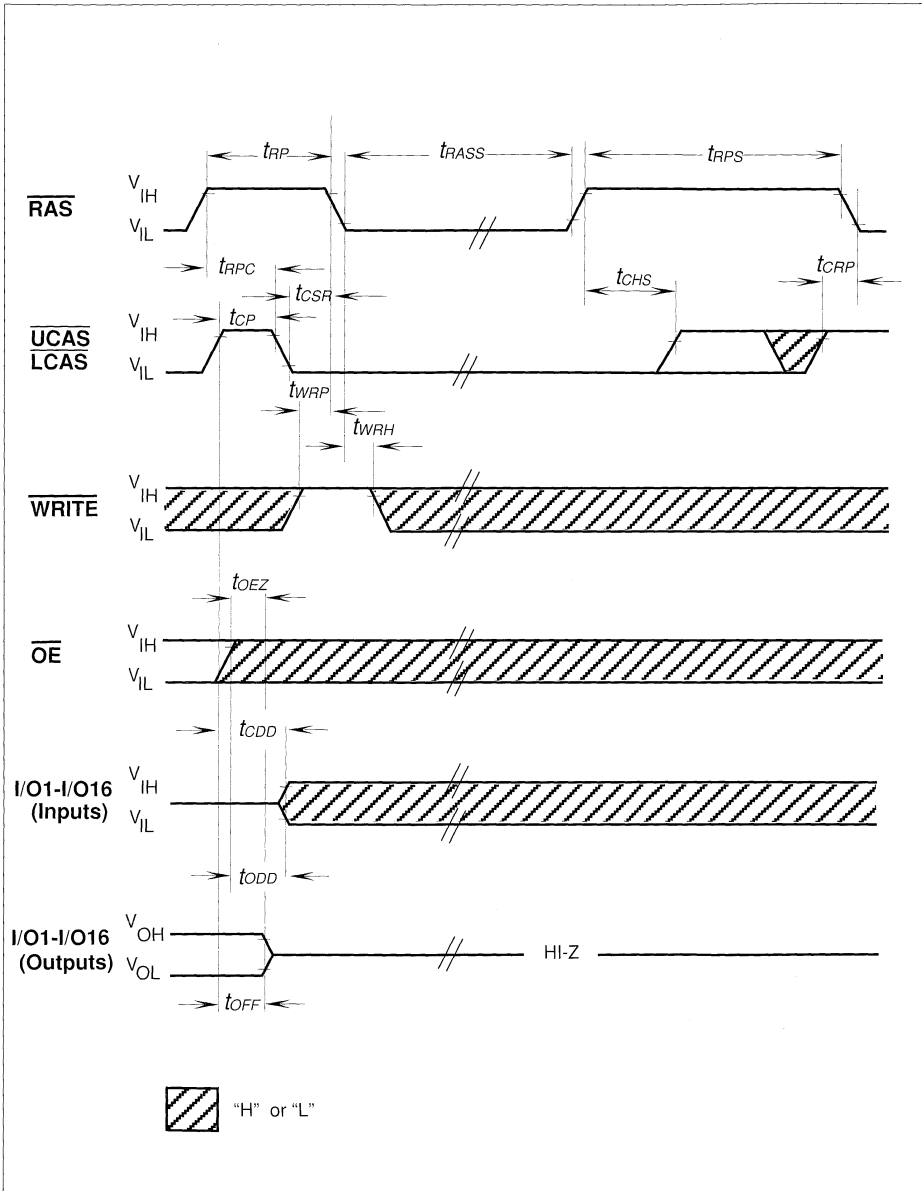 tRP
tRASS
tRPS
RAS
VIH
VIL
tRPC
tCSR
tCHS
tCRP
tCP
UCAS
LCAS
VIH
VIL
tWRP
tWRH
WRITE
VIH
VIL
tOEZ
OE
VIH
VIL
tCDD
I/O1-I/O16
(Inputs)
VIH
VIL
tODD
I/O1-I/O16
(Outputs)
VOH
VOL
HI-Z
tOFF
"H" or "L"